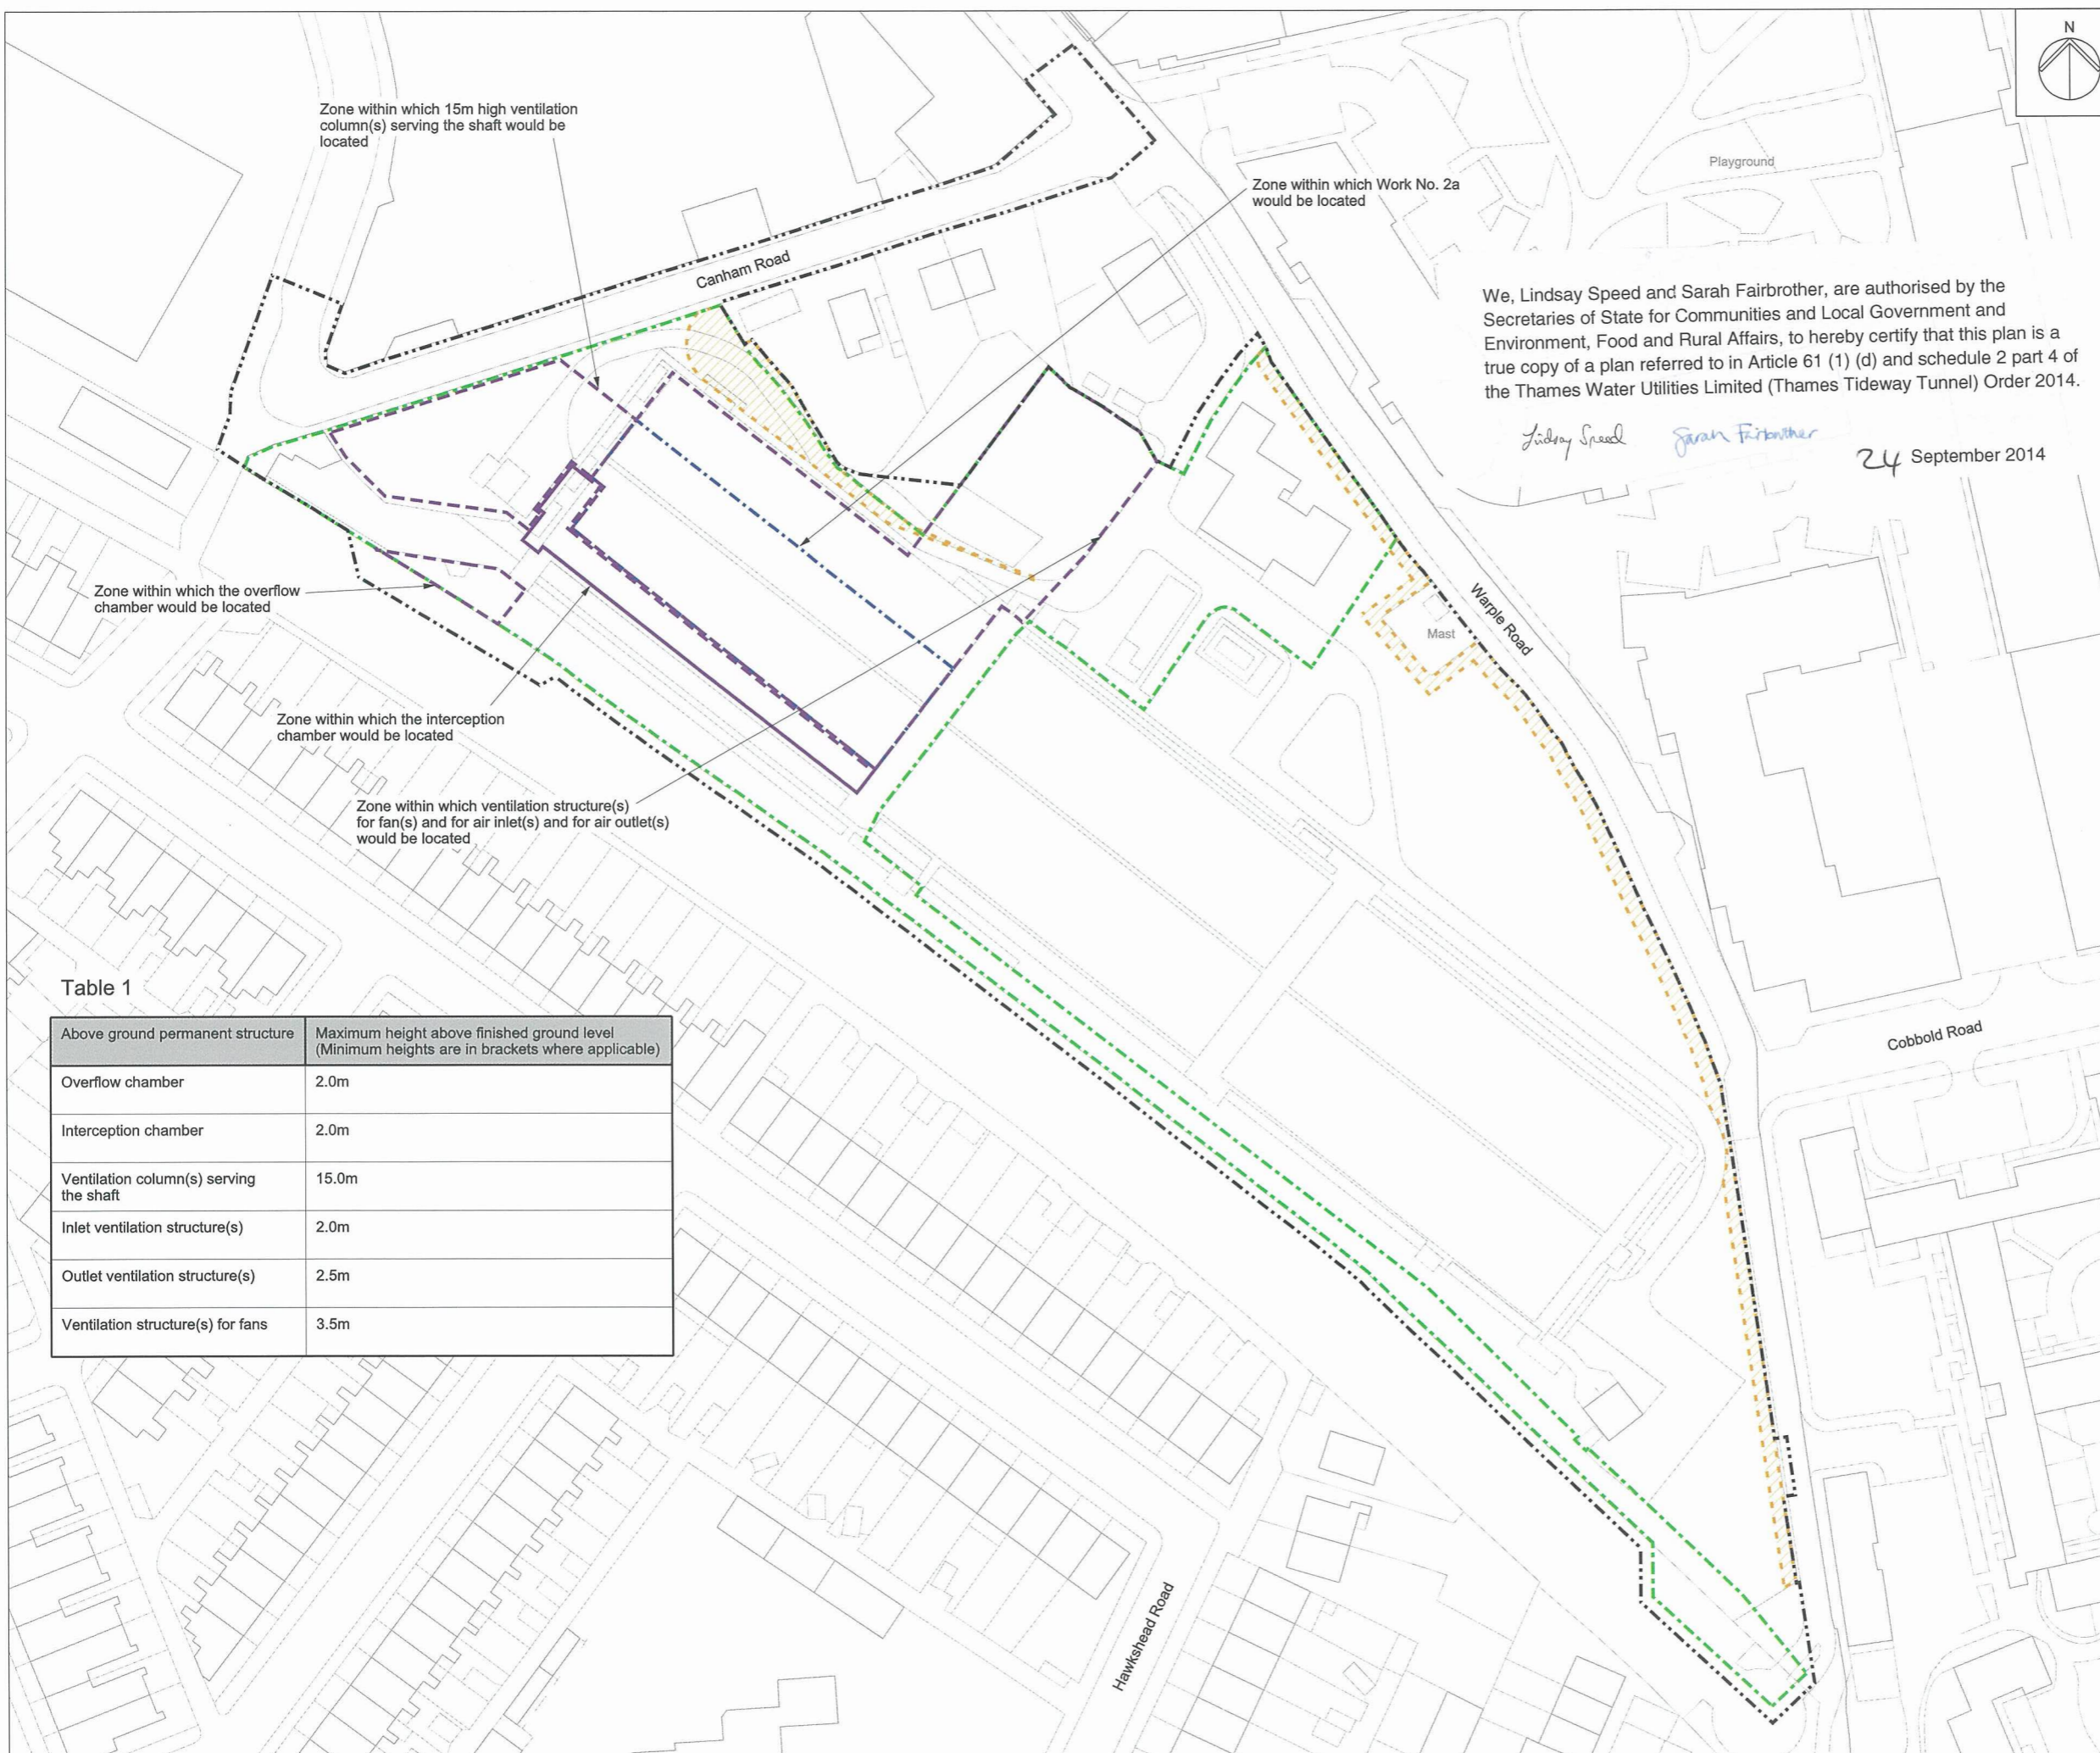 N
Zone within which 15m high ventilation
column(s) serving the shaft would be
located
Playground
Zone within which Work No. 2a
would be located
Canham Road
We, Lindsay Speed and Sarah Fairbrother, are authorised by the
Secretaries of State for Communities and Local Government and
Environment, Food and Rural Affairs, to hereby certify that this plan is a
true copy of a plan referred to in Article 61 (1) (d) and schedule 2 part 4 of
the Thames Water Utilities Limited (Thames Tideway Tunnel) Order 2014.
Lindsay Speed Sarah Fairbrother
24 September 2014
Zone within which the overflow
chamber would be located
Warple Road
Mast
Zone within which the interception
chamber would be located
Zone within which ventilation structure(s)
for fan(s) and for air inlet(s) and for air outlet(s)
would be located
Table 1
Above ground permanent structure Maximum height above finished ground level
(Minimum heights are in brackets where applicable)
Overflow chamber 2.0m
Interception chamber 2.0m
Ventilation column(s) serving 15.0m
the shaft
Inlet ventilation structure(s) 2.0m
Outlet ventilation structure(s) 2.5m
Ventilation structure(s) for fans 3.5m
Cobbold Road
Hawkshead Road